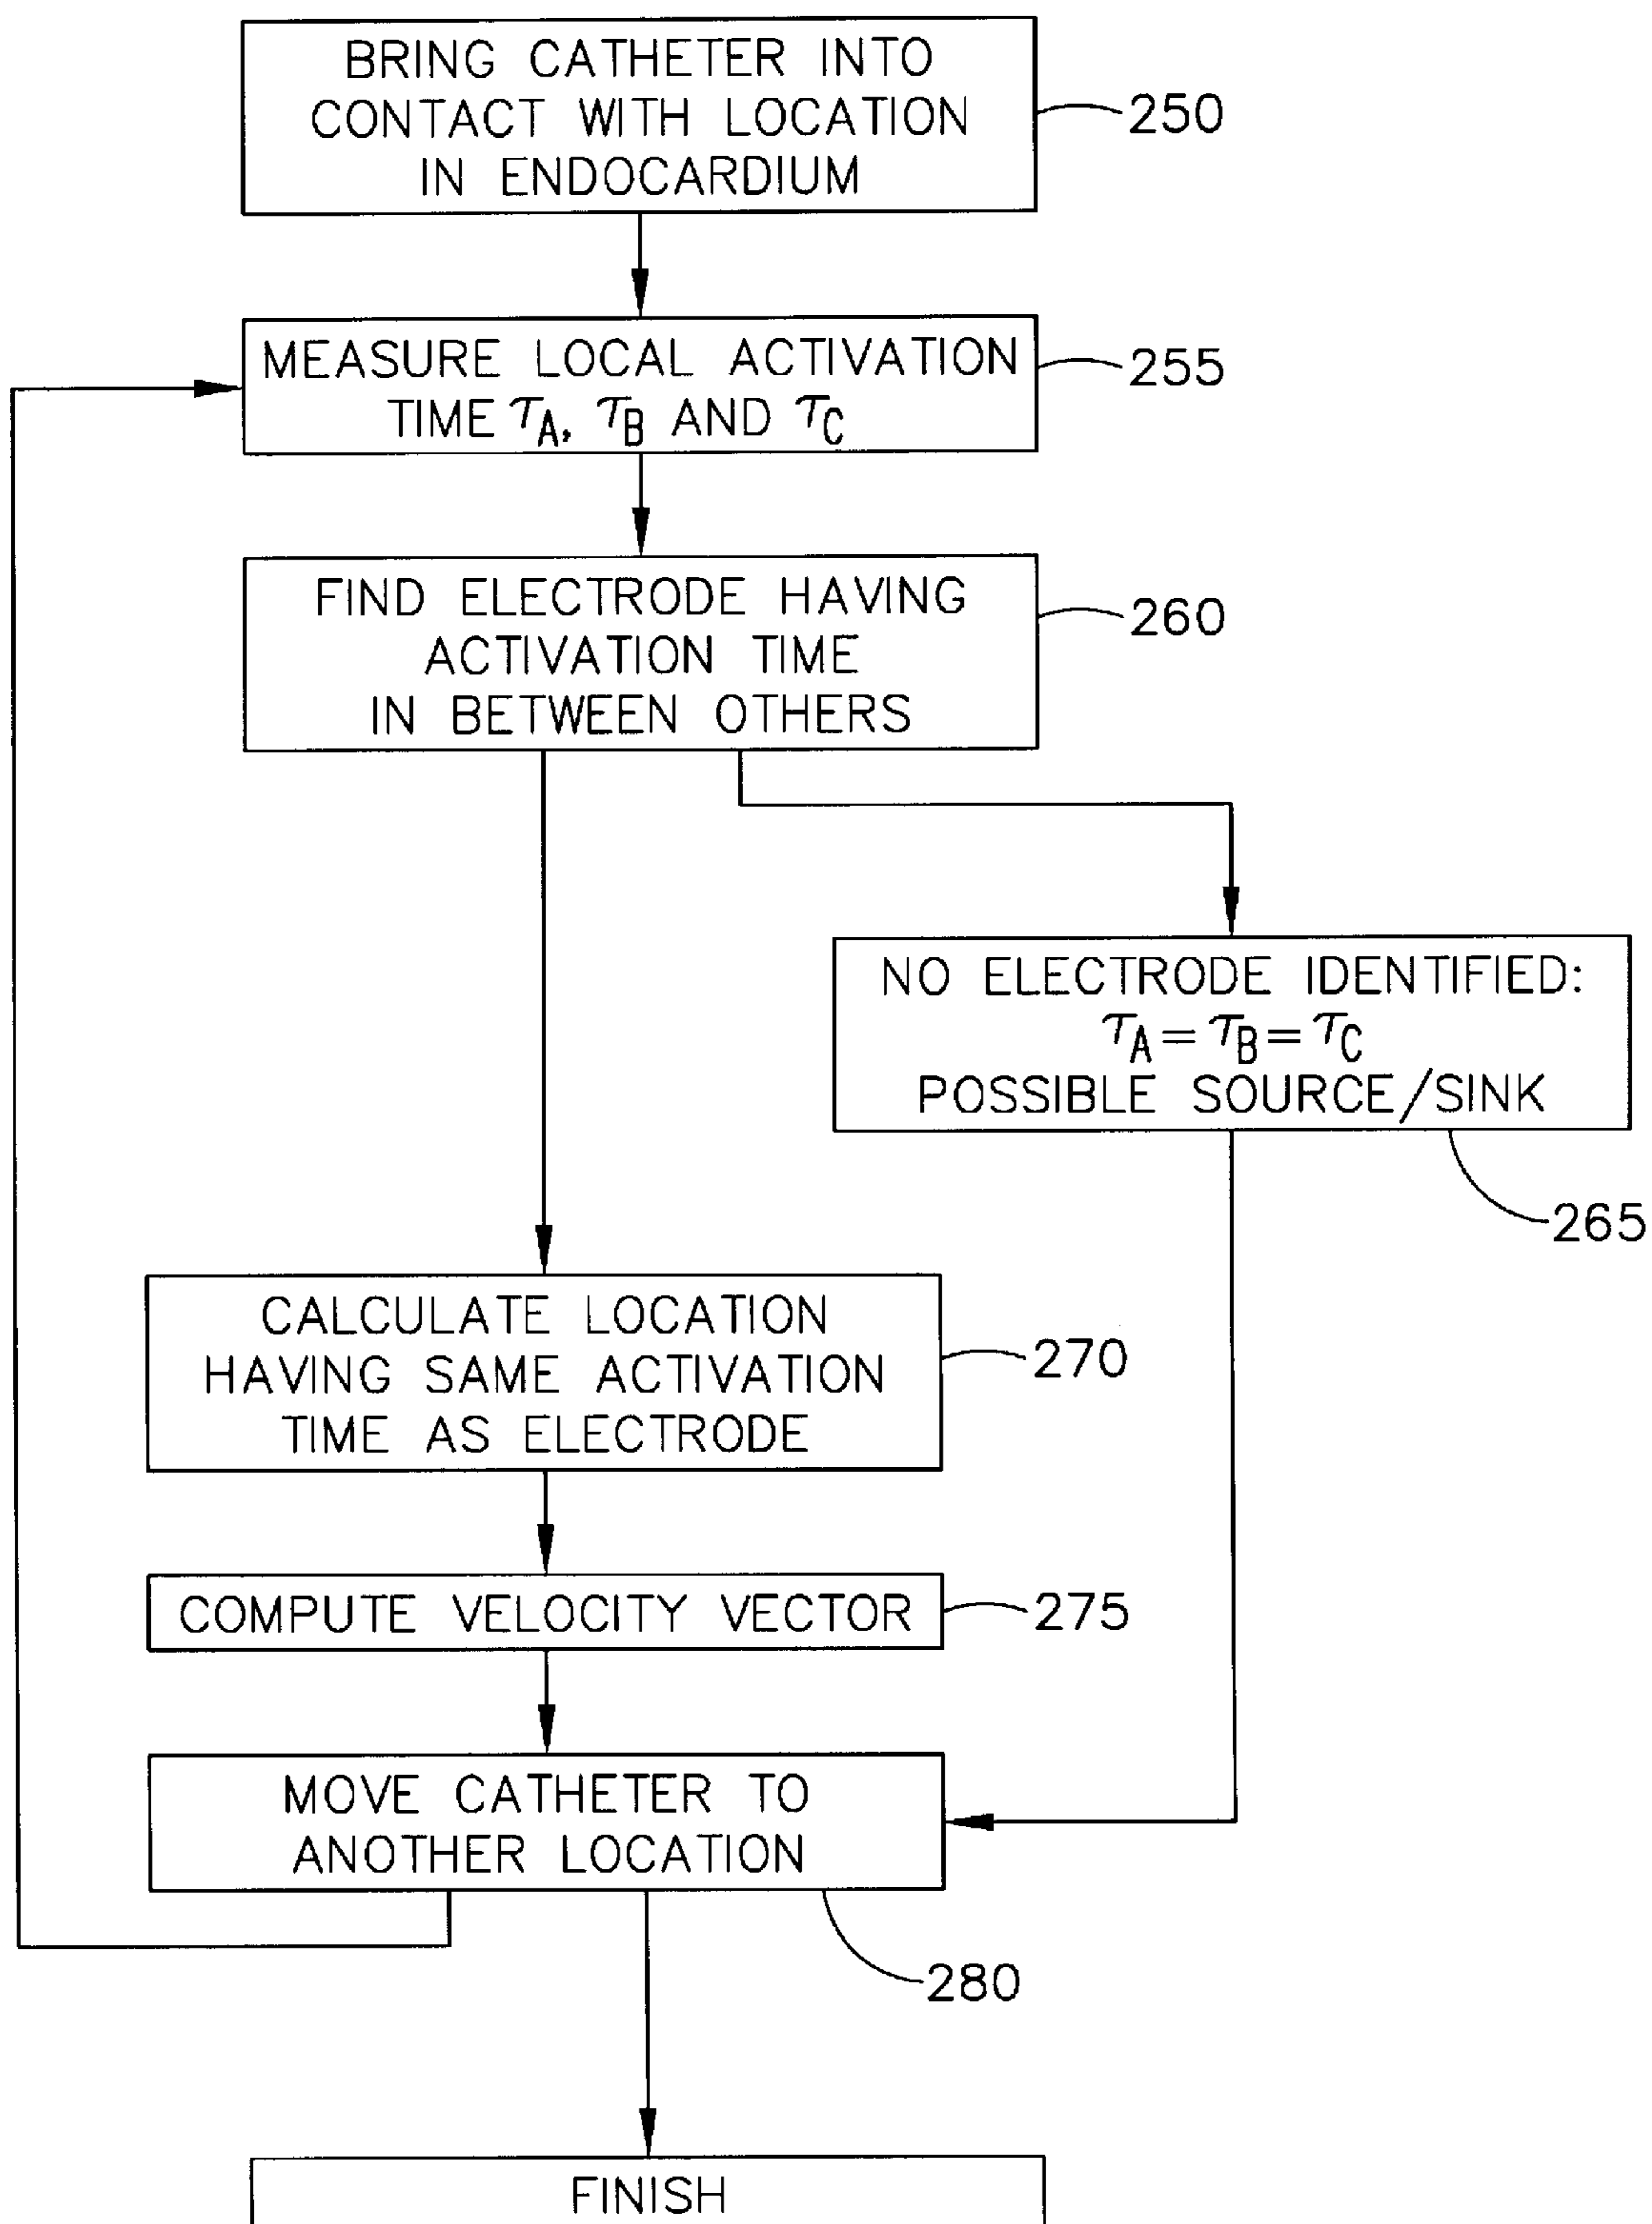 BRING CATHETER INTO
CONTACT WITH LOCATION
IN ENDOCARDIUM
250
MEASURE LOCAL ACTIVATION
TIME τA, τB AND τC
255
FIND ELECTRODE HAVING
ACTIVATION TIME
IN BETWEEN OTHERS
260
NO ELECTRODE IDENTIFIED:
τA = τB = τC
POSSIBLE SOURCE/SINK
265
CALCULATE LOCATION
HAVING SAME ACTIVATION
TIME AS ELECTRODE
270
COMPUTE VELOCITY VECTOR
275
MOVE CATHETER TO
ANOTHER LOCATION
280
FINISH